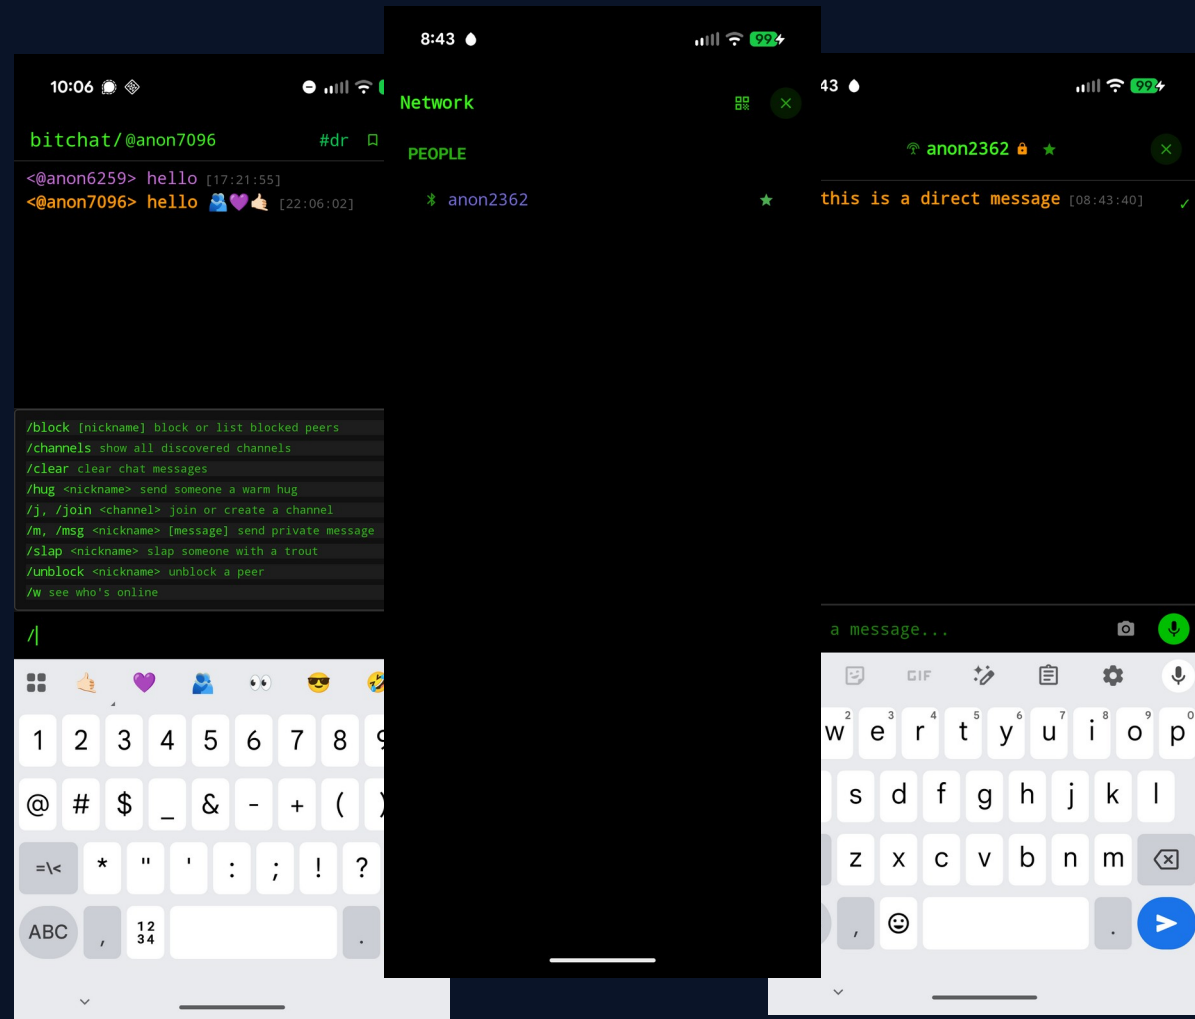 10:06
bitchat/@anon7096 #dr
<@anon6259> hello [17:21:55]
<@anon7096> hello 🫂💜🤙🏻 [22:06:02]
/block [nickname] block or list blocked peers
/channels show all discovered channels
/clear clear chat messages
/hug <nickname> send someone a warm hug
/j, /join <channel> join or create a channel
/m, /msg <nickname> [message] send private message
/slap <nickname> slap someone with a trout
/unblock <nickname> unblock a peer
/w see who's online
/
1 2 3 4 5 6 7 8 9
@ # $ _ & - + ( )
=\< * " ' : ; ! ?
ABC , 12 34 .
8:43 99
Network
PEOPLE
anon2362
43 99
anon2362
this is a direct message [08:43:40] ✓
a message...
GIF
2 3 4 5 6 7 8 9 0
w e r t y u i o p
s d f g h j k l
z x c v b n m
, .